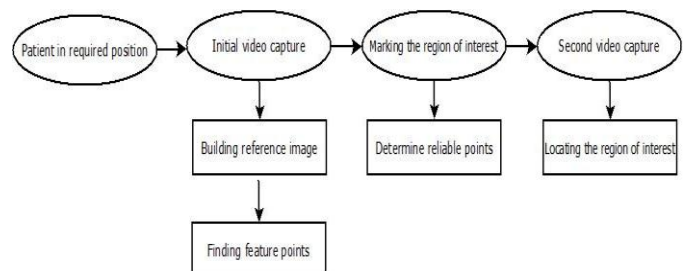 Patient in required position
Initial video capture
Marking the region of interest
Second video capture
Building reference image
Determine reliable points
Locating the region of interest
Finding feature points